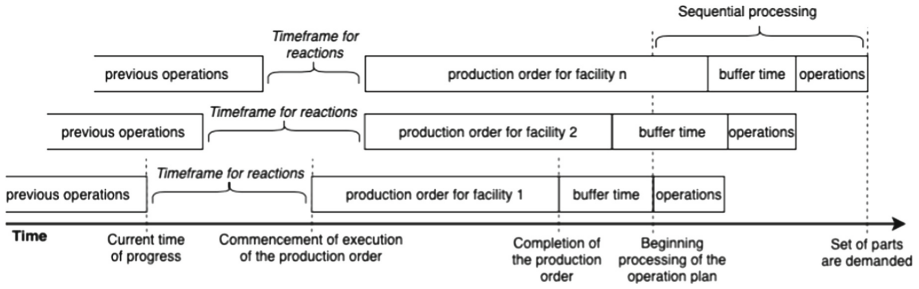 Sequential processing
Timeframe for
reactions
previous operations
production order for facility n
buffer time
operations
Timeframe for reactions
previous operations
production order for facility 2
buffer time
operations
Timeframe for reactions
previous operations
production order for facility 1
buffer time
operations
Time
Current time
of progress
Commencement of execution
of the production order
Completion of
the production
order
Beginning
processing of the
operation plan
Set of parts
are demanded